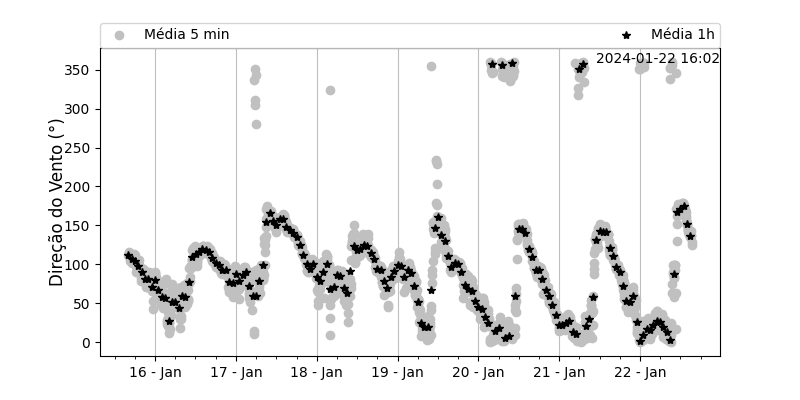 Média 5 min
Média 1h
2024-01-22 16:02
Direção do Vento (°)
350
300
250
200
150
100
50
0
16 - Jan
17 - Jan
18 - Jan
19 - Jan
20 - Jan
21 - Jan
22 - Jan